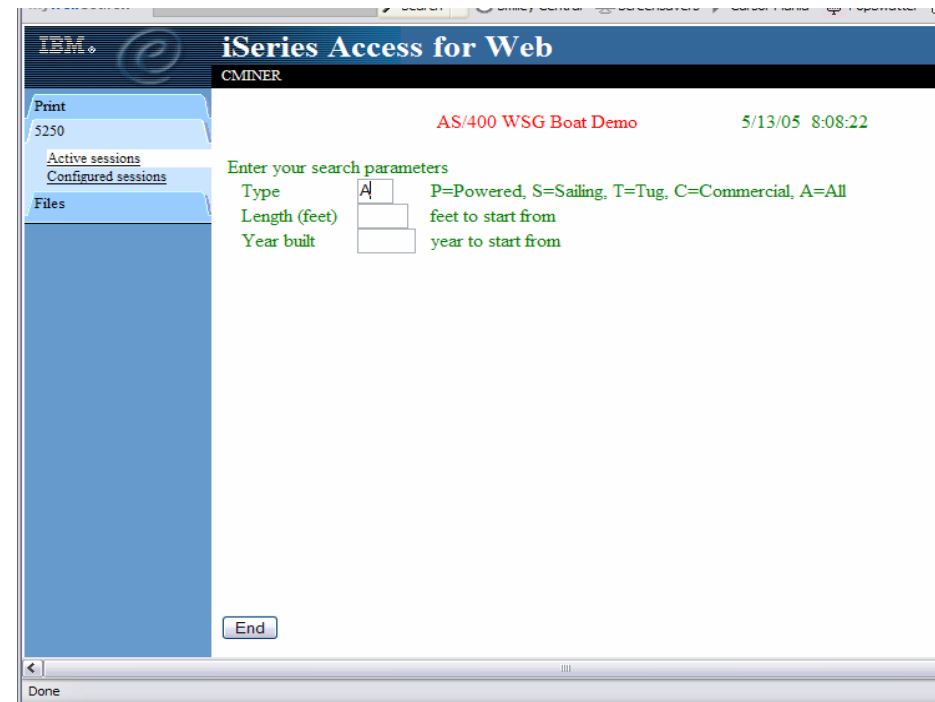 IBM.
iSeries Access for Web
CMINER
Print
5250
Active sessions
Configured sessions
Files
AS/400 WSG Boat Demo 5/13/05 8:08:22
Enter your search parameters
Type A P=Powered, S=Sailing, T=Tug, C=Commercial, A=All
Length (feet) feet to start from
Year built year to start from
End
Done